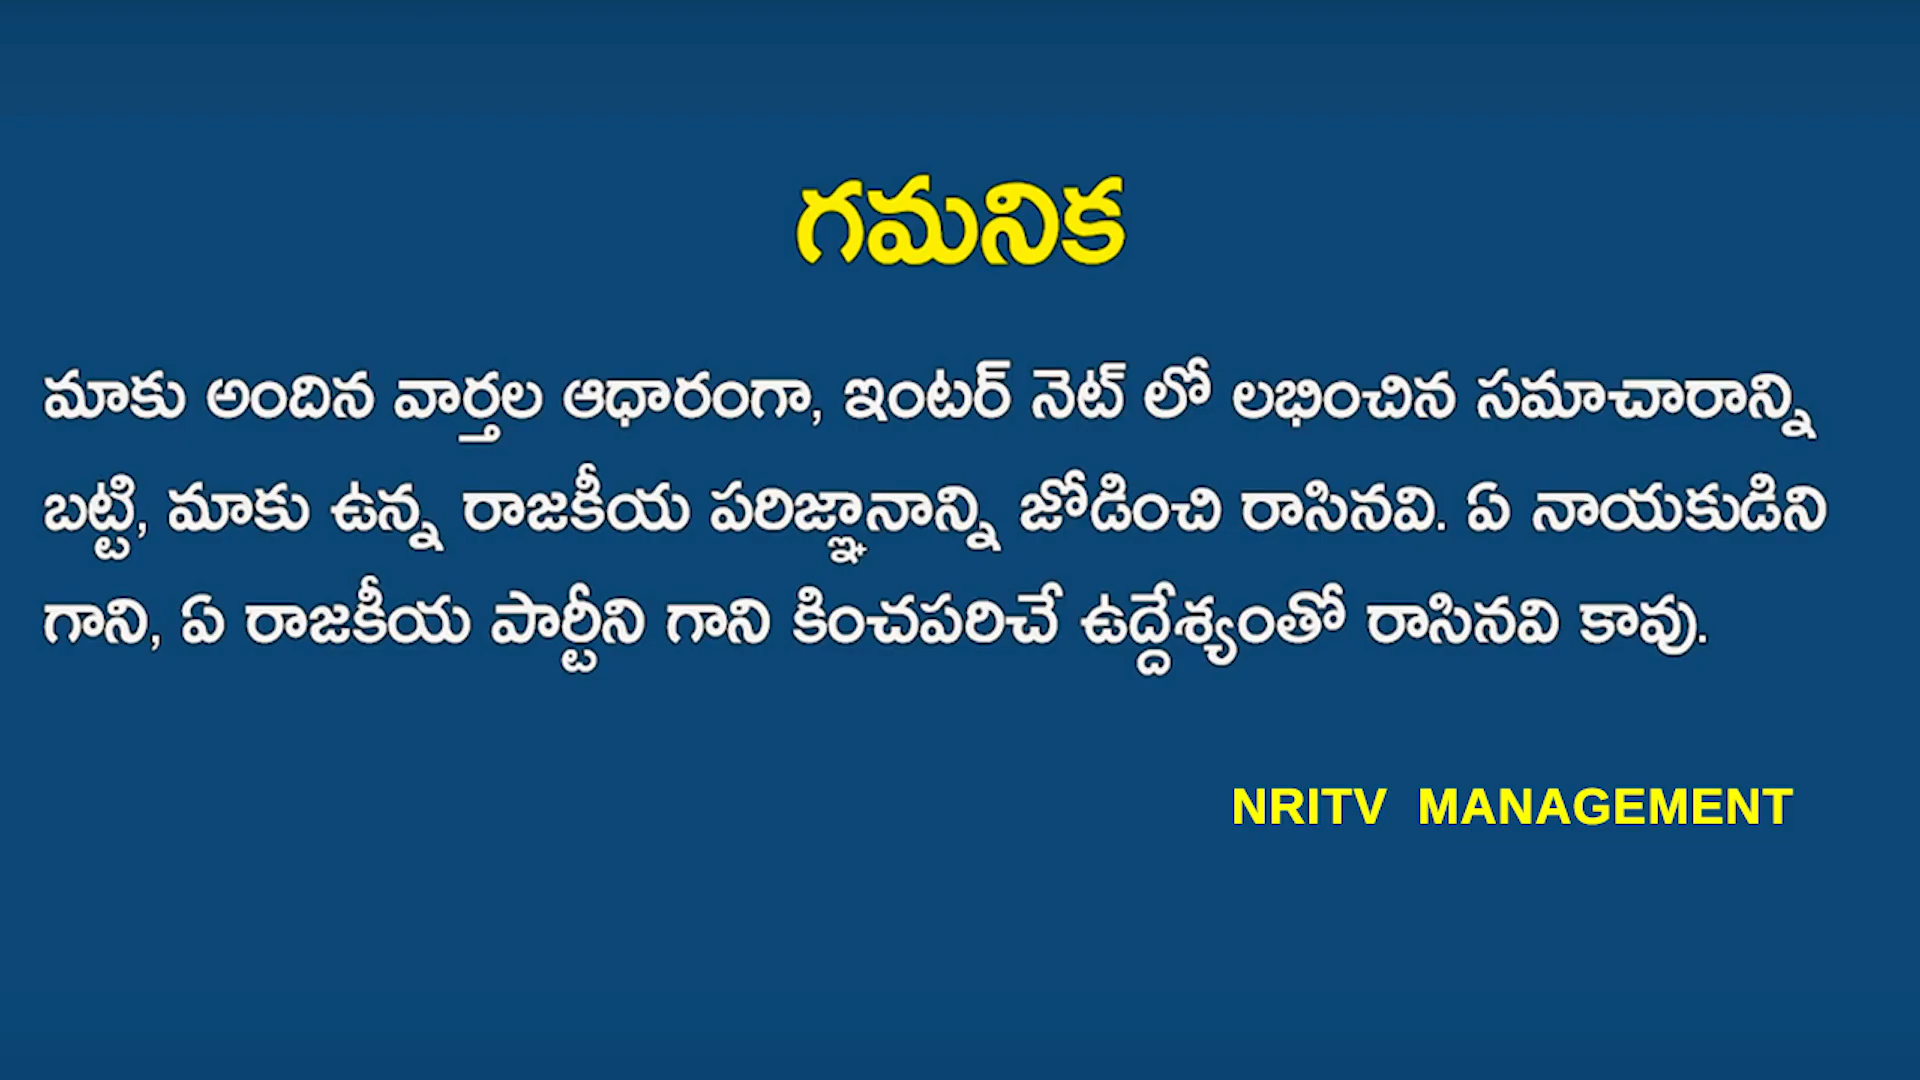 గమనిక
మాకు అందిన వార్తల ఆధారంగా, ఇంటర్ నెట్ లో లభించిన సమాచారాన్ని
బట్టి, మాకు ఉన్న రాజకీయ పరిజ్ఞానాన్ని జోడించి రాసినవి. ఏ నాయకుడిని
గాని, ఏ రాజకీయ పార్టీని గాని కించపరిచే ఉద్దేశ్యంతో రాసినవి కావు.
NRITV MANAGEMENT